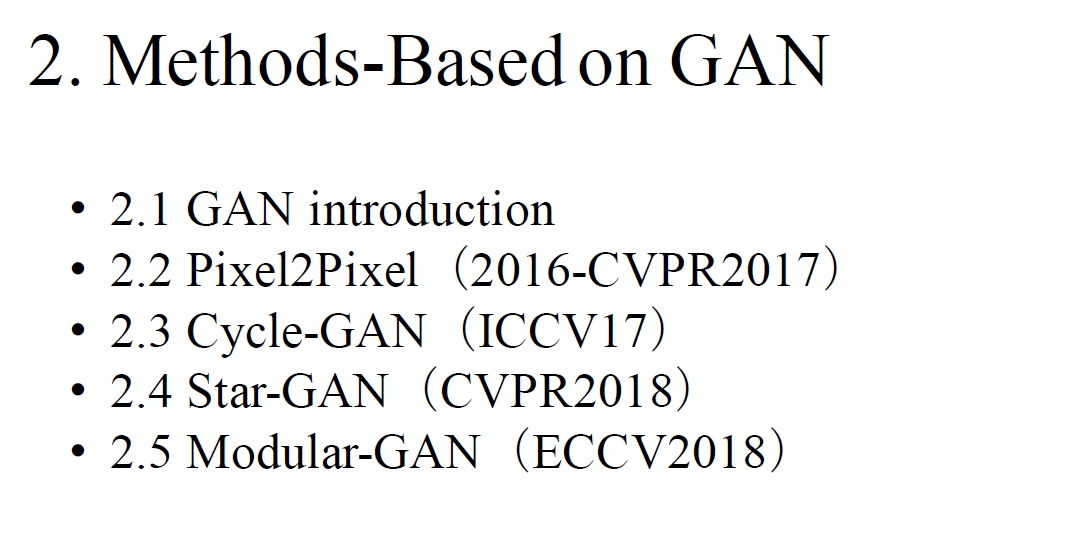 2. Methods-Based on GAN
• 2.1 GAN introduction
• 2.2 Pixel2Pixel（2016-CVPR2017）
• 2.3 Cycle-GAN（ICCV17）
• 2.4 Star-GAN（CVPR2018）
• 2.5 Modular-GAN（ECCV2018）